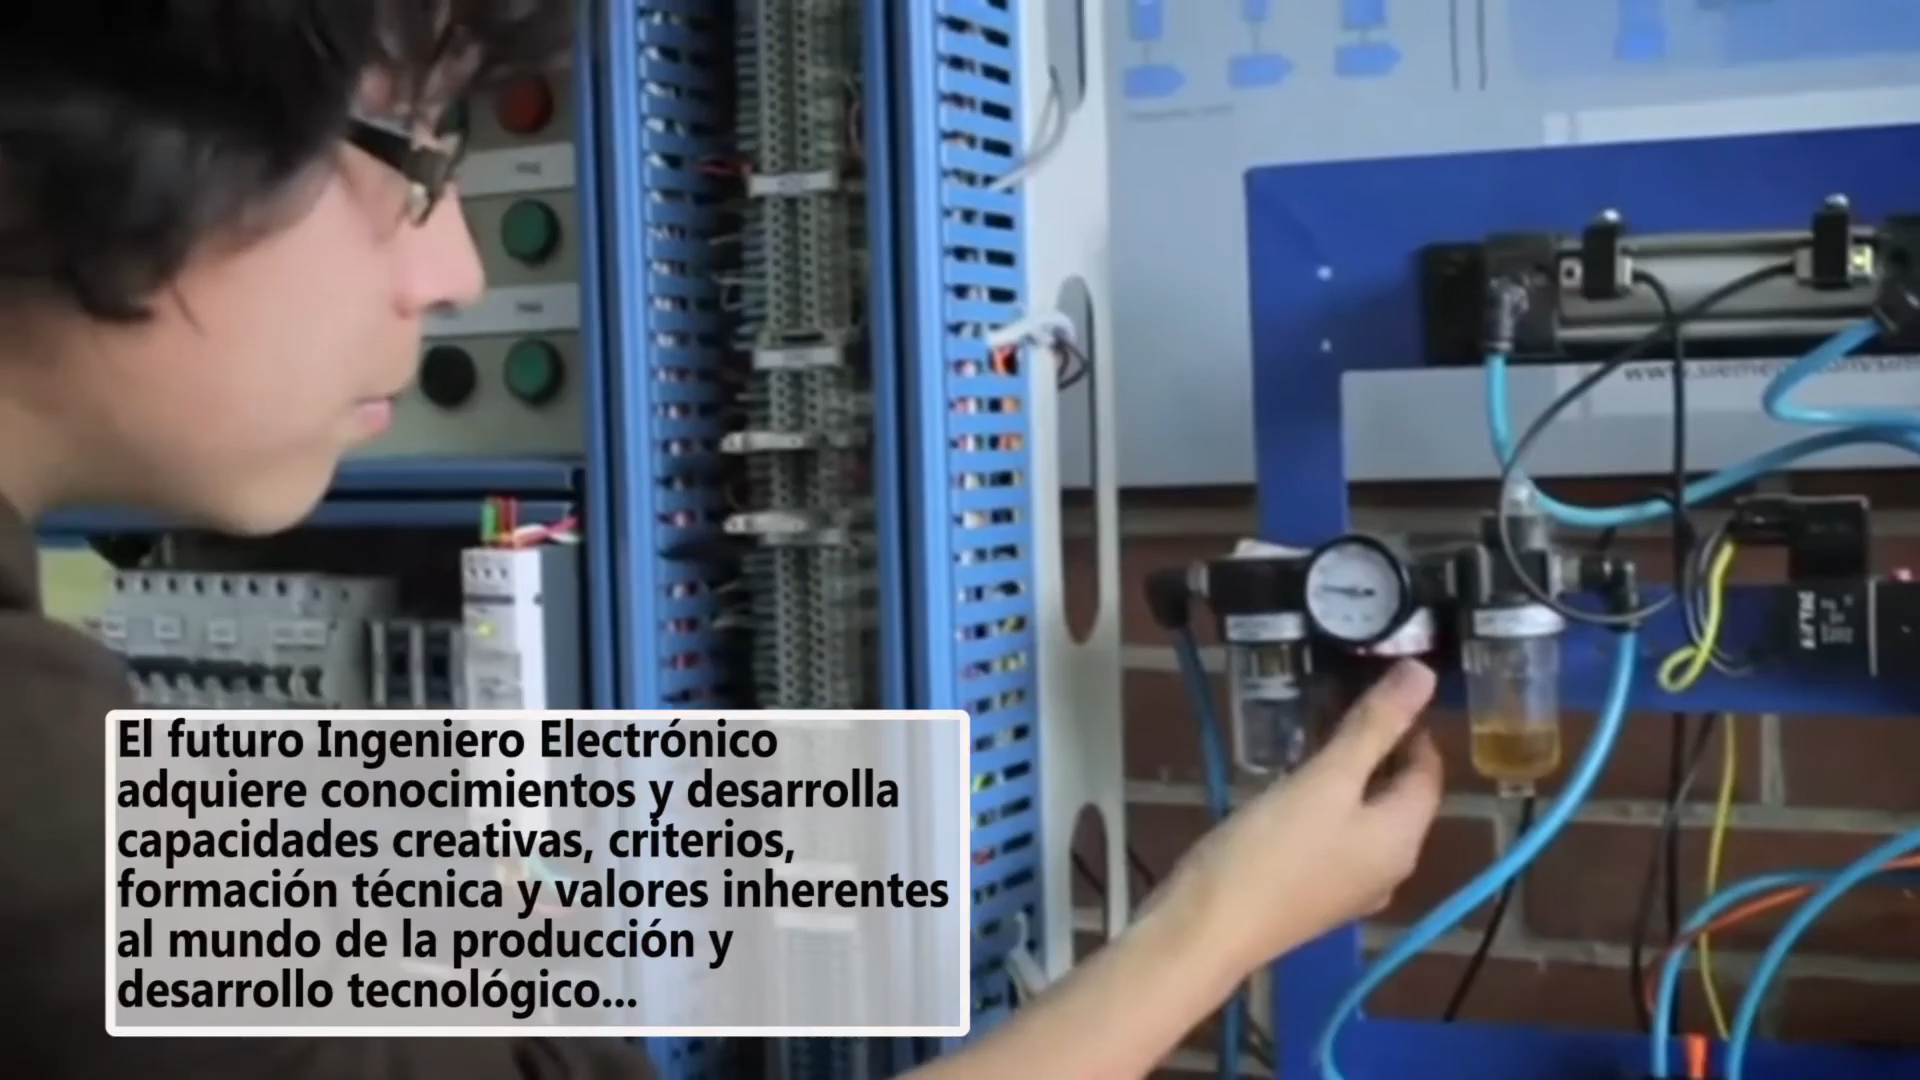 El futuro Ingeniero Electrónico
adquiere conocimientos y desarrolla
capacidades creativas, criterios,
formación técnica y valores inherentes
al mundo de la producción y
desarrollo tecnológico...